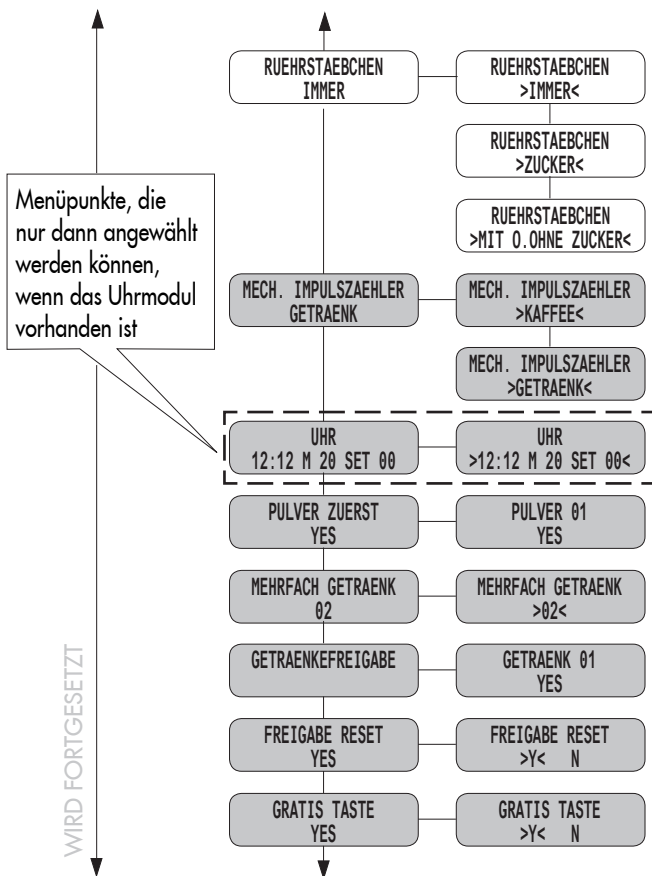 RUEHRSTAEBCHEN
IMMER
RUEHRSTAEBCHEN
>IMMER<
RUEHRSTAEBCHEN
>ZUCKER<
RUEHRSTAEBCHEN
>MIT O.OHNE ZUCKER<
Menüpunkte, die
nur dann angewählt
werden können,
wenn das Uhrmodul
vorhanden ist
MECH. IMPULSZAEHLER
GETRAENK
MECH. IMPULSZAEHLER
>KAFFEE<
MECH. IMPULSZAEHLER
>GETRAENK<
UHR
12:12 M 20 SET 00
UHR
>12:12 M 20 SET 00<
PULVER ZUERST
YES
PULVER 01
YES
MEHRFACH GETRAENK
02
MEHRFACH GETRAENK
>02<
GETRAENKEFREIGABE
GETRAENK 01
YES
FREIGABE RESET
YES
FREIGABE RESET
>Y< N
GRATIS TASTE
YES
GRATIS TASTE
>Y< N
WIRD FORTGESETZT